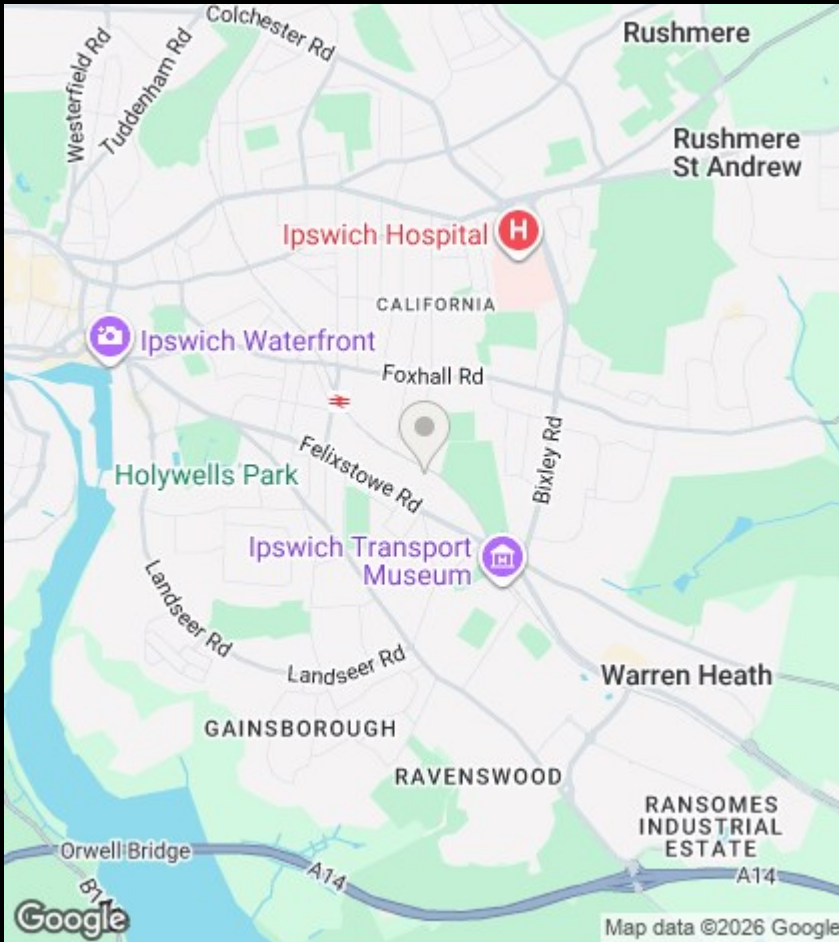 Colchester Rd
Rushmere
Westerfield Rd
Tuddenham Rd
Rushmere
St Andrew
Ipswich Hospital
H
CALIFORNIA
Ipswich Waterfront
Foxhall Rd
Bixley Rd
Felixstowe Rd
Holywells Park
Ipswich Transport
Museum
Landseer Rd
Landseer Rd
Warren Heath
GAINSBOROUGH
RAVENSWOOD
RANSOMES
INDUSTRIAL
ESTATE
Orwell Bridge
A14
A14
Google
Map data ©2026 Google